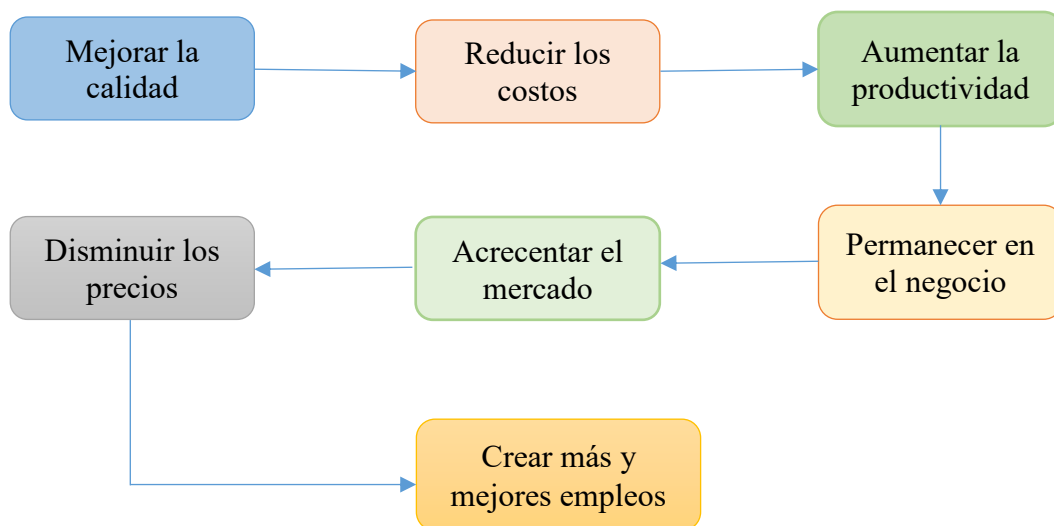 Mejorar la
calidad
Reducir los
costos
Aumentar la
productividad
Permanecer en
el negocio
Acrecentar el
mercado
Disminuir los
precios
Crear más y
mejores empleos